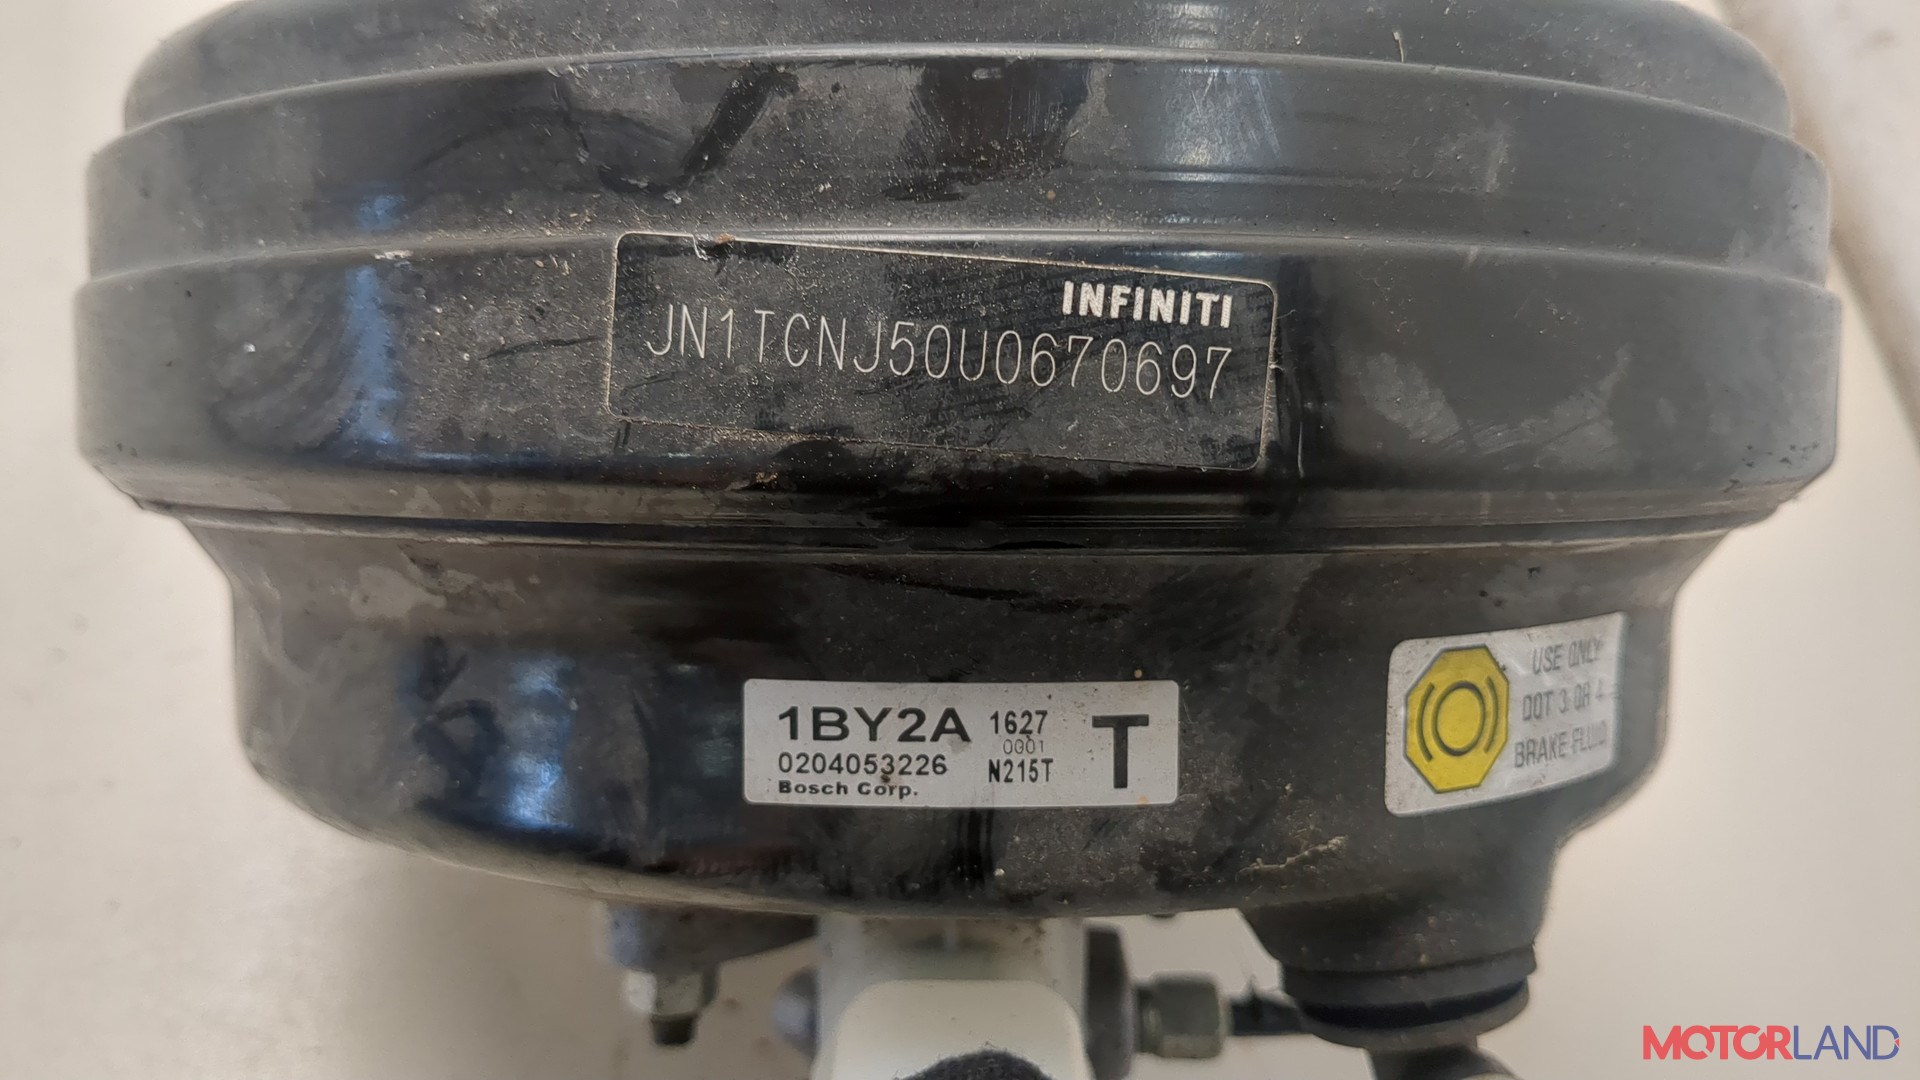 INFINITI
JN1TCNJ50U0670697
1BY2A 1627 T
0001
0204053226 N215T
Bosch Corp.
USE ONLY
DOT 3 OR 4
BRAKE FLUID
MOTORLAND